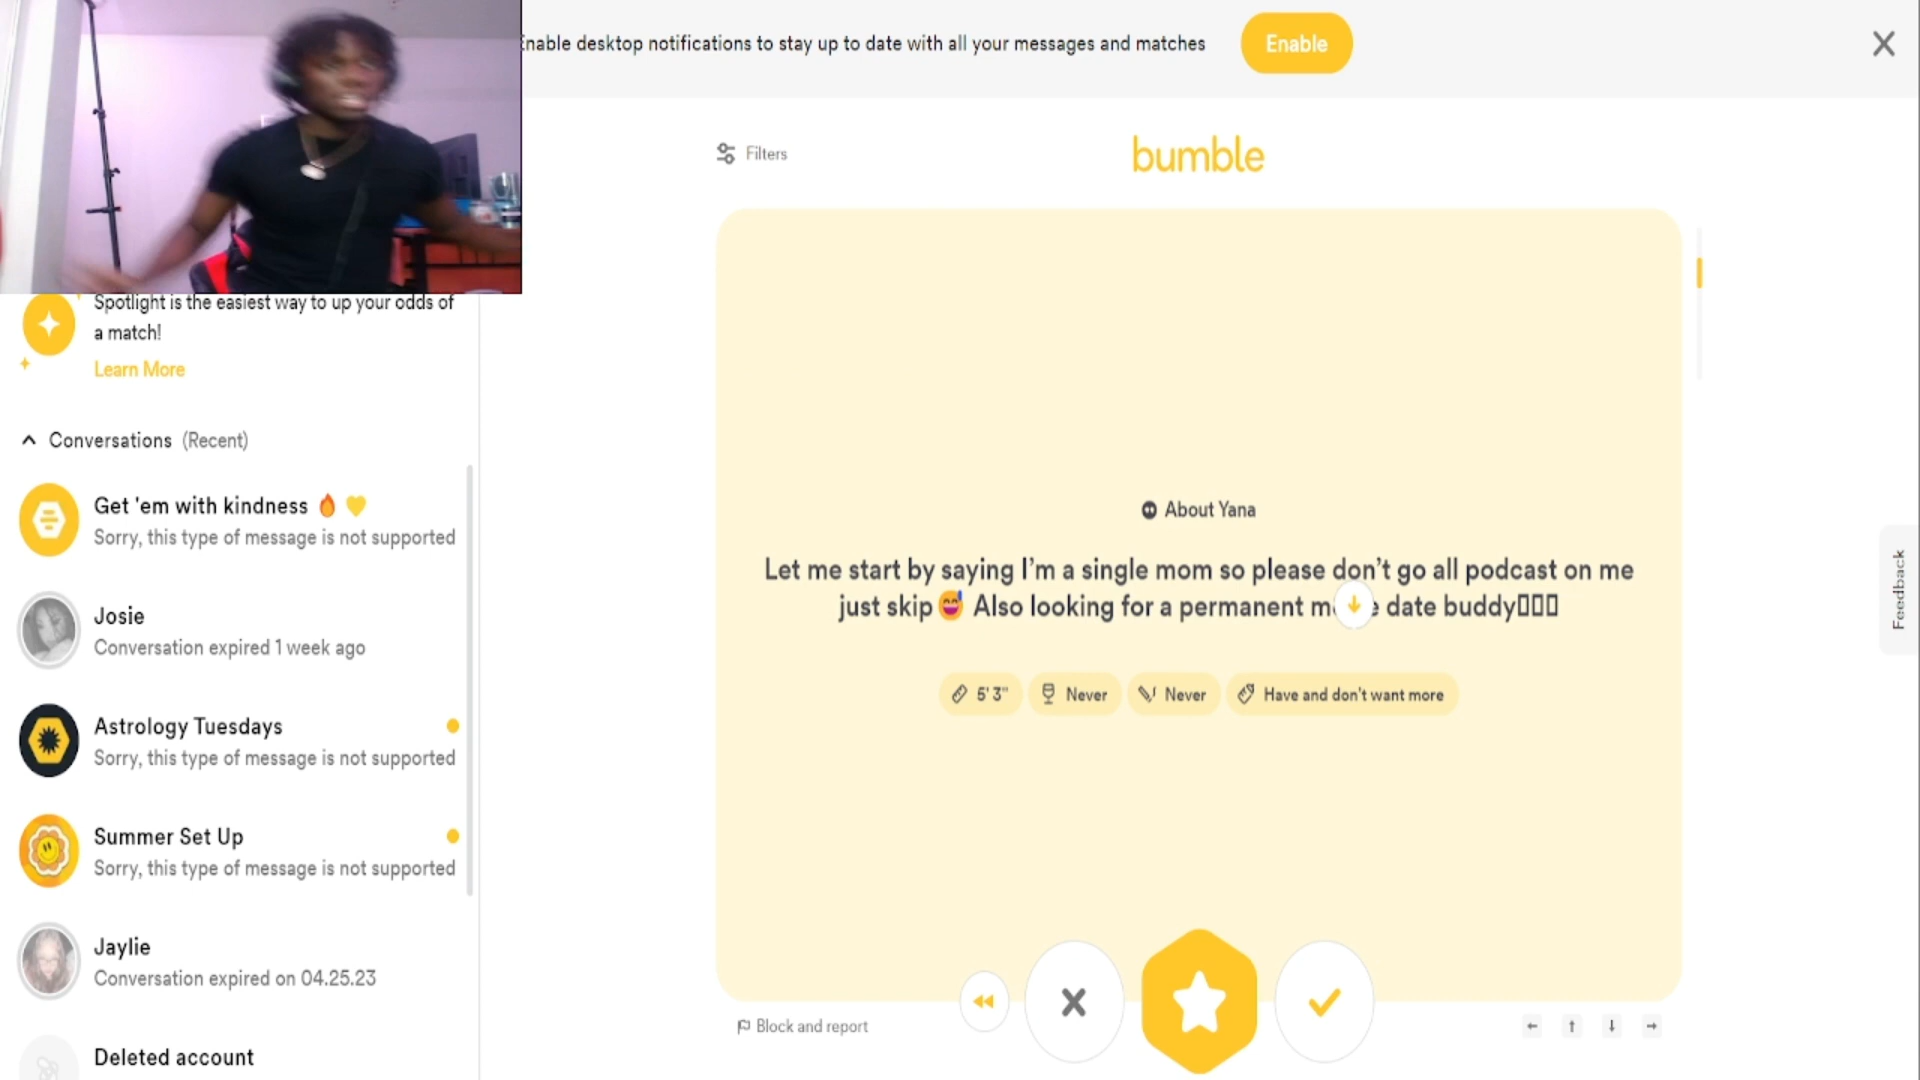 Enable desktop notifications to stay up to date with all your messages and matches
Enable
Filters
bumble
Spotlight is the easiest way to up your odds of
a match!
Learn More
Conversations (Recent)
Get 'em with kindness 🔥 💛
Sorry, this type of message is not supported
Josie
Conversation expired 1 week ago
Astrology Tuesdays
Sorry, this type of message is not supported
Summer Set Up
Sorry, this type of message is not supported
Jaylie
Conversation expired on 04.25.23
Deleted account
About Yana
Let me start by saying I'm a single mom so please don't go all podcast on me
just skip😅 Also looking for a permanent date buddy
5' 3"
Never
Never
Have and don't want more
Block and report
Feedback